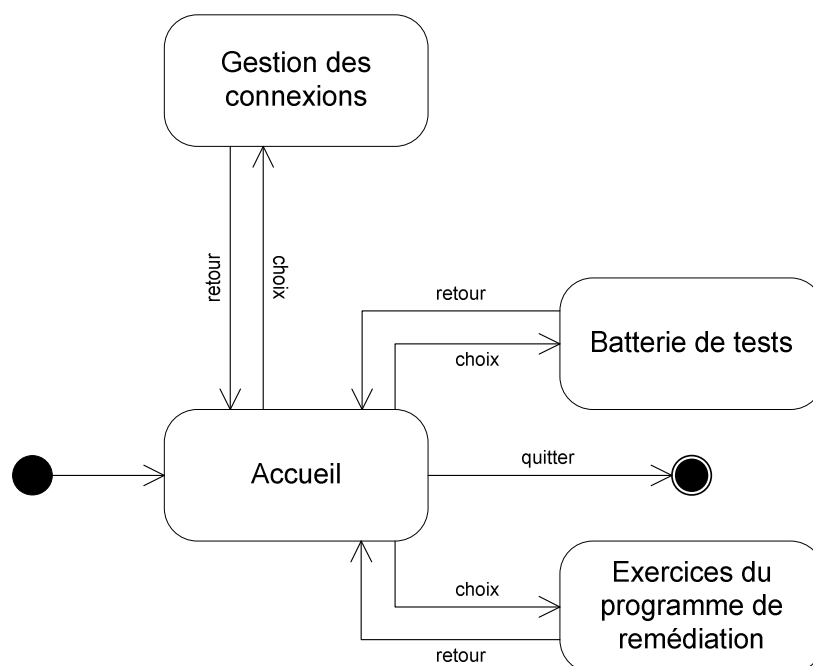 Gestion des
connexions
retour
choix
retour
Batterie de tests
choix
Accueil
quitter
choix
Exercices du
programme de
remédiation
retour